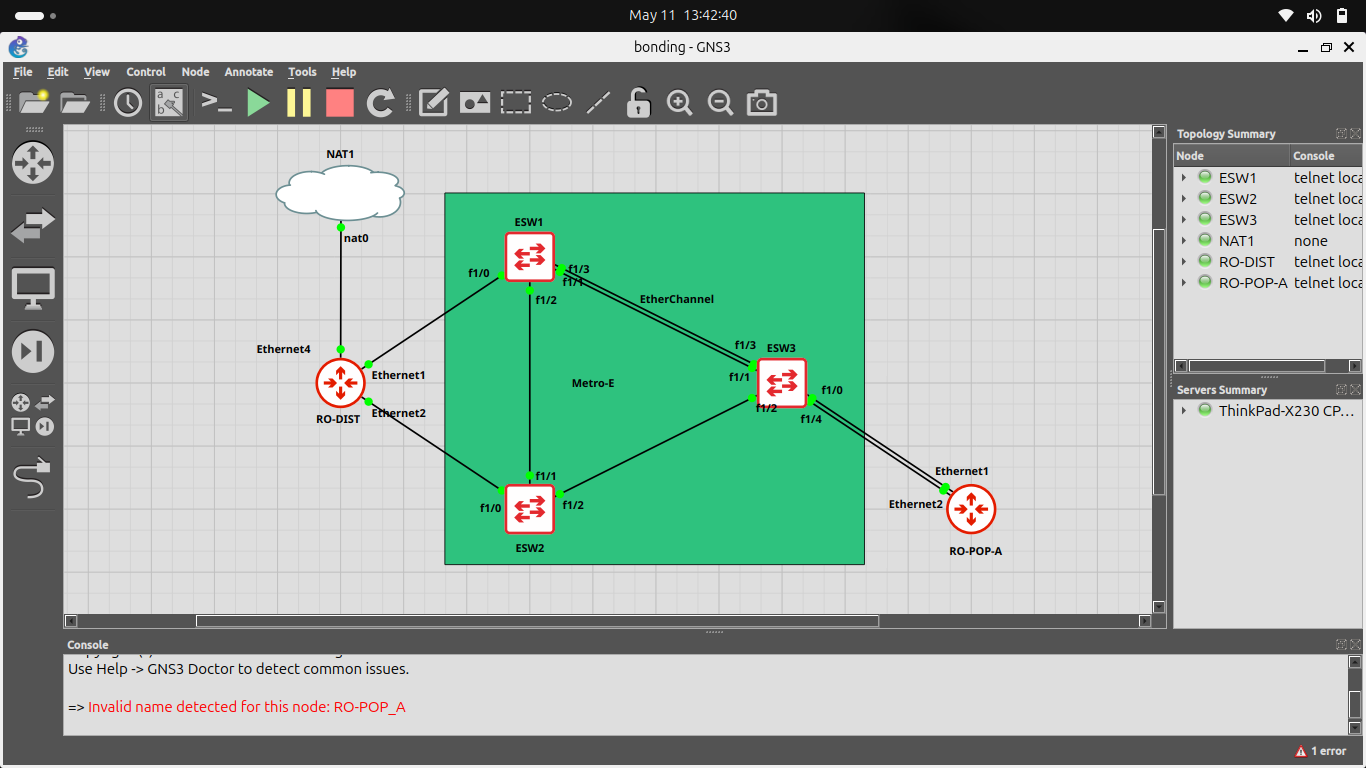 May 11 13:42:40
bonding - GNS3
File Edit View Control Node Annotate Tools Help
Topology Summary
Node Console
ESW1 telnet loca
ESW2 telnet loca
ESW3 telnet loca
NAT1 none
RO-DIST telnet loca
RO-POP-A telnet loca
Servers Summary
ThinkPad-X230 CP...
NAT1
nat0
ESW1
f1/0
f1/3
f1/1
f1/2
EtherChannel
Ethernet4
Ethernet1
Ethernet2
RO-DIST
Metro-E
f1/3
ESW3
f1/1
f1/2
f1/0
f1/4
f1/1
f1/0
f1/2
ESW2
Ethernet1
Ethernet2
RO-POP-A
Console
Use Help -> GNS3 Doctor to detect common issues.
=> Invalid name detected for this node: RO-POP_A
1 error